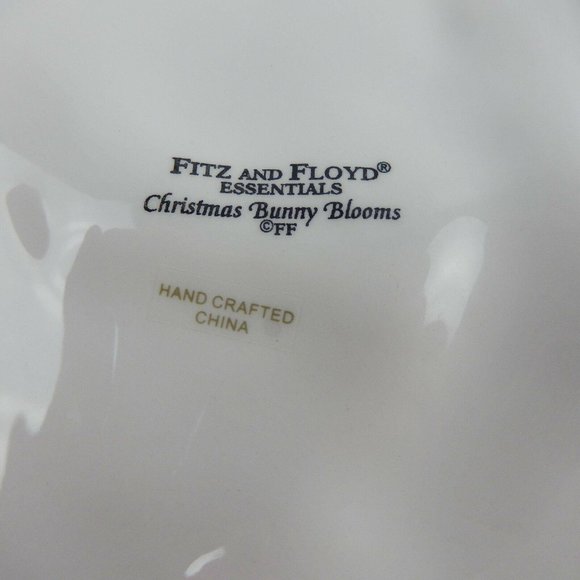 FITZ AND FLOYD®
ESSENTIALS
Christmas Bunny Blooms
©FF
HAND CRAFTED
CHINA